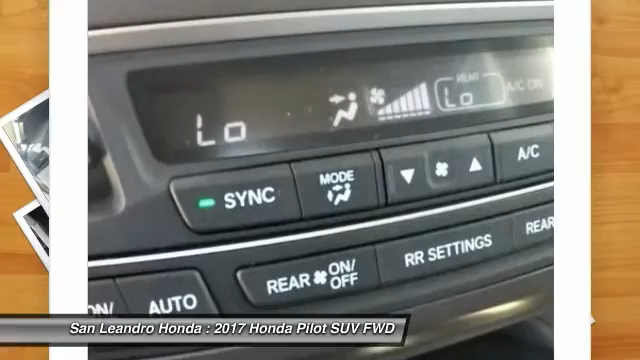 REAR
Lo Lo A/C ON
SYNC MODE A/C
REAR ON/OFF RR SETTINGS REAR
ON/ AUTO
San Leandro Honda : 2017 Honda Pilot SUV FWD